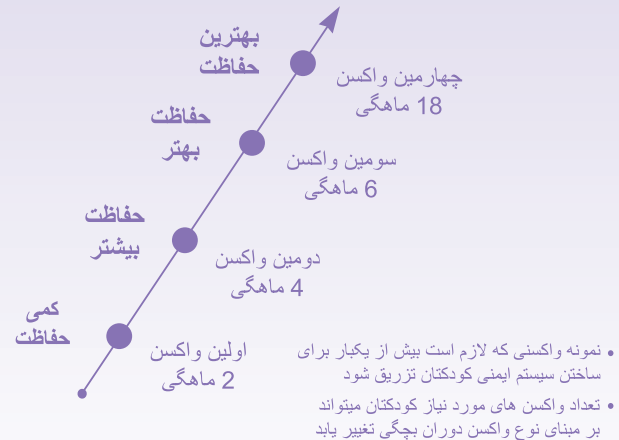 بهترین
حفاظت
چهارمین واکسن
18 ماهگی
حفاظت
بهتر
سومین واکسن
6 ماهگی
حفاظت
بیشتر
دومین واکسن
4 ماهگی
کمی
حفاظت
اولین واکسن
2 ماهگی
• نمونه واکسنی که لازم است بیش از یکبار برای
ساختن سیستم ایمنی کودکتان تزریق شود
• تعداد واکسن های مورد نیاز کودکتان میتواند
بر مبنای نوع واکسن دوران بچگی تغییر یابد